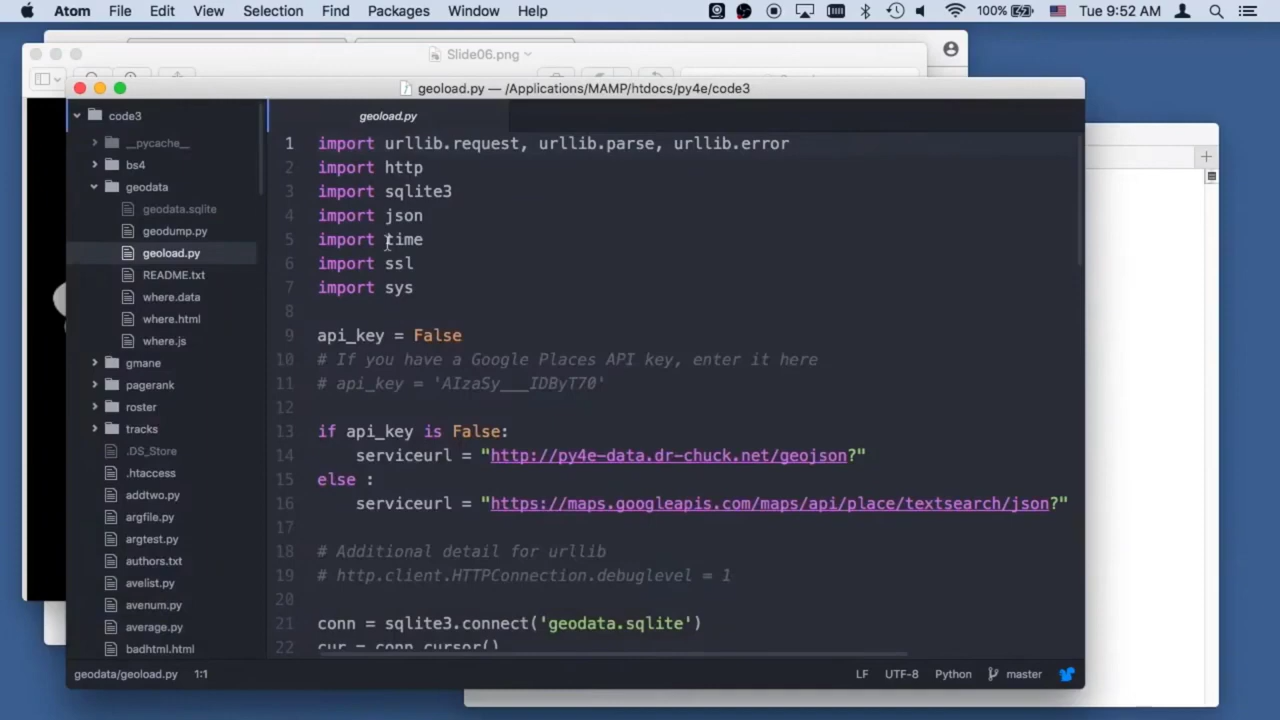 Atom File Edit View Selection Find Packages Window Help 100% Tue 9:52 AM
Slide06.png
geoload.py — /Applications/MAMP/htdocs/py4e/code3
code3
__pycache__
bs4
geodata
geodata.sqlite
geodump.py
geoload.py
README.txt
where.data
where.html
where.js
gmane
pagerank
roster
tracks
.DS_Store
.htaccess
addtwo.py
argfile.py
argtest.py
authors.txt
avelist.py
avenum.py
average.py
badhtml.html
geoload.py
1 import urllib.request, urllib.parse, urllib.error
2 import http
3 import sqlite3
4 import json
5 import time
6 import ssl
7 import sys
8
9 api_key = False
10 # If you have a Google Places API key, enter it here
11 # api_key = 'AIzaSy___IDByT70'
12
13 if api_key is False:
14 serviceurl = "http://py4e-data.dr-chuck.net/geojson?"
15 else :
16 serviceurl = "https://maps.googleapis.com/maps/api/place/textsearch/json?"
17
18 # Additional detail for urllib
19 # http.client.HTTPConnection.debuglevel = 1
20
21 conn = sqlite3.connect('geodata.sqlite')
22 cur = conn.cursor()
geodata/geoload.py 1:1 LF UTF-8 Python master